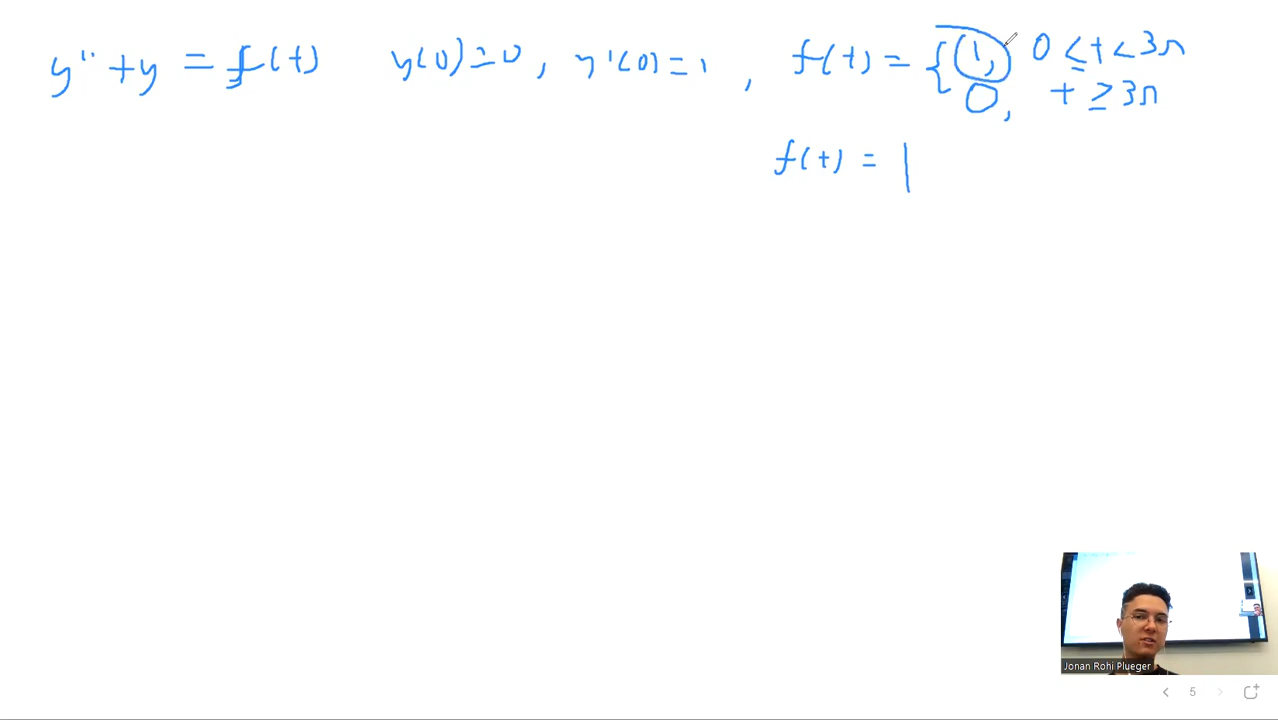 y'' + y = f(t)   y(0) = 0 , y'(0) = 1 , f(t) = { 1, 0 ≤ t < 3π
0, t ≥ 3π
f(t) = 1
Jonan Rohi Plueger
5